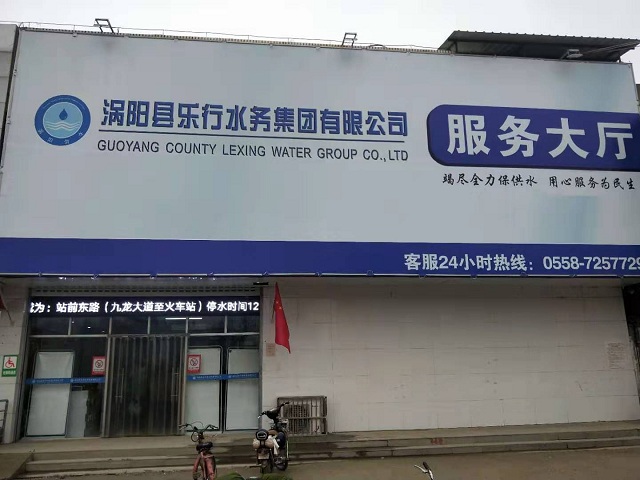 涡阳县乐行水务集团有限公司
GUOYANG COUNTY LEXING WATER GROUP CO.,LTD
服务大厅
竭尽全力保供水 用心服务为民生
客服24小时热线：0558-7257729
为：站前东路（九龙大道至火车站）停水时间12